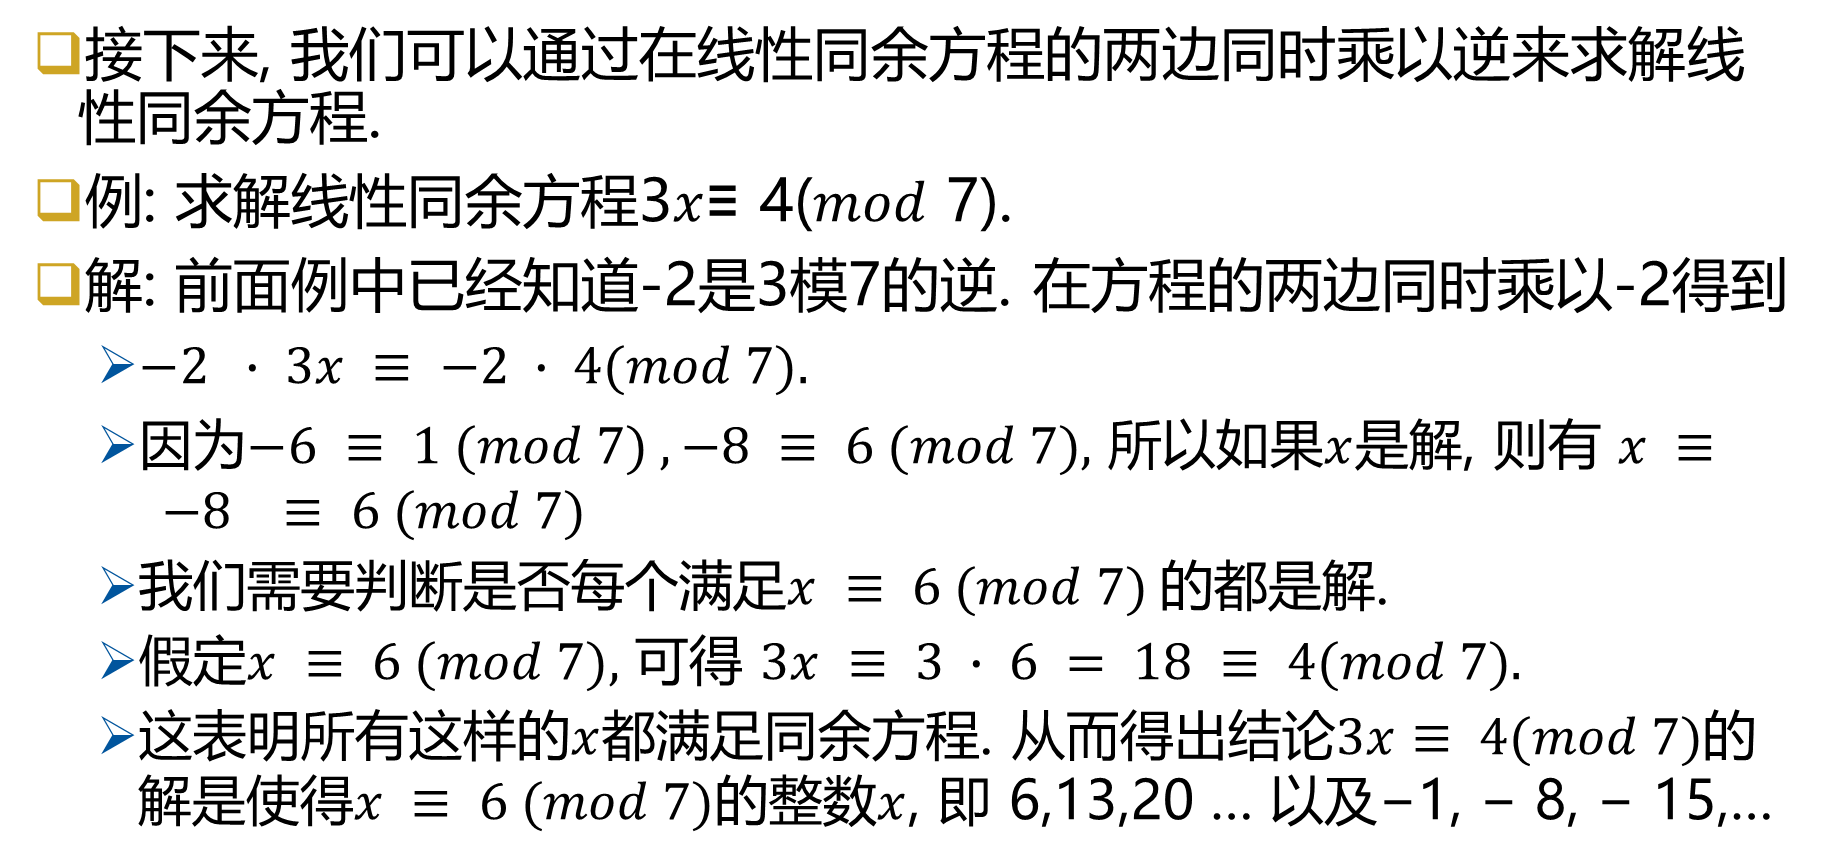 ❑接下来, 我们可以通过在线性同余方程的两边同时乘以逆来求解线
性同余方程.
❑例: 求解线性同余方程3x≡ 4(mod 7).
❑解: 前面例中已经知道-2是3模7的逆. 在方程的两边同时乘以-2得到
➢−2 · 3x ≡ −2 · 4(mod 7).
➢因为−6 ≡ 1 (mod 7) , −8 ≡ 6 (mod 7), 所以如果x是解, 则有 x ≡
−8 ≡ 6 (mod 7)
➢我们需要判断是否每个满足x ≡ 6 (mod 7) 的都是解.
➢假定x ≡ 6 (mod 7), 可得 3x ≡ 3 · 6 = 18 ≡ 4(mod 7).
➢这表明所有这样的x都满足同余方程. 从而得出结论3x ≡ 4(mod 7)的
解是使得x ≡ 6 (mod 7)的整数x, 即 6,13,20 … 以及−1, − 8, − 15,…